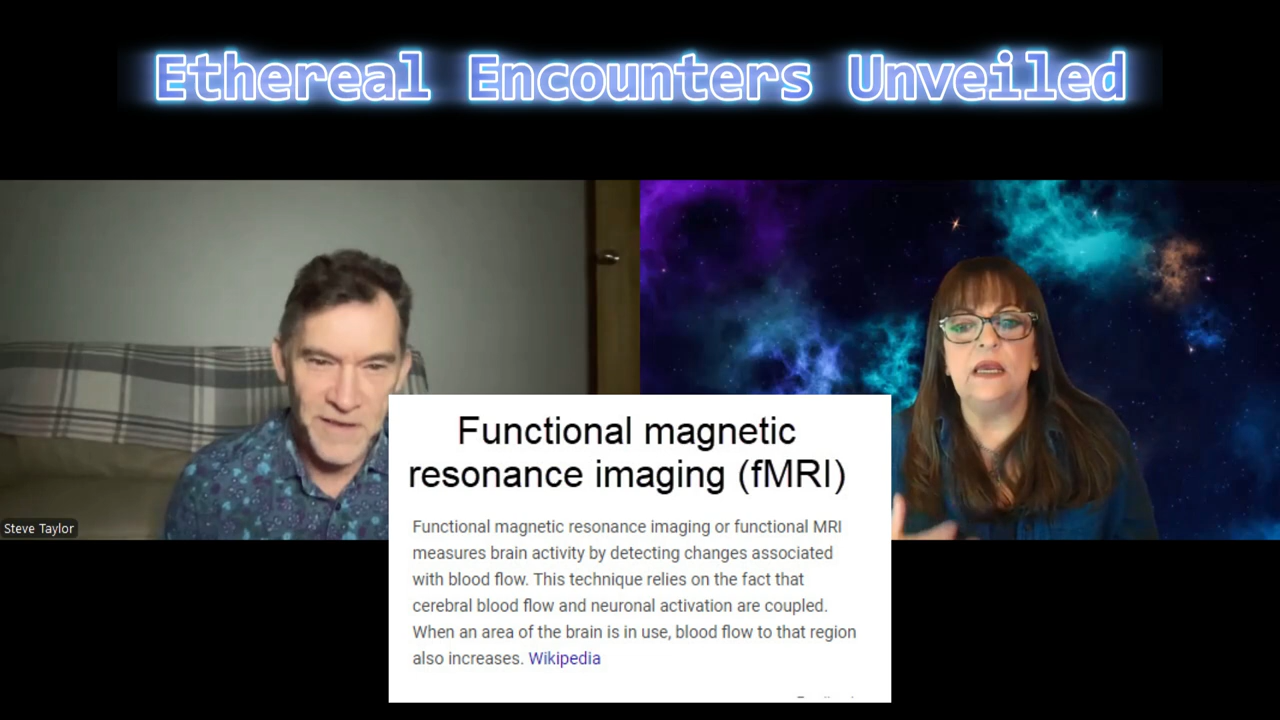 Ethereal Encounters Unveiled
Steve Taylor
Functional magnetic
resonance imaging (fMRI)
Functional magnetic resonance imaging or functional MRI
measures brain activity by detecting changes associated
with blood flow. This technique relies on the fact that
cerebral blood flow and neuronal activation are coupled.
When an area of the brain is in use, blood flow to that region
also increases. Wikipedia